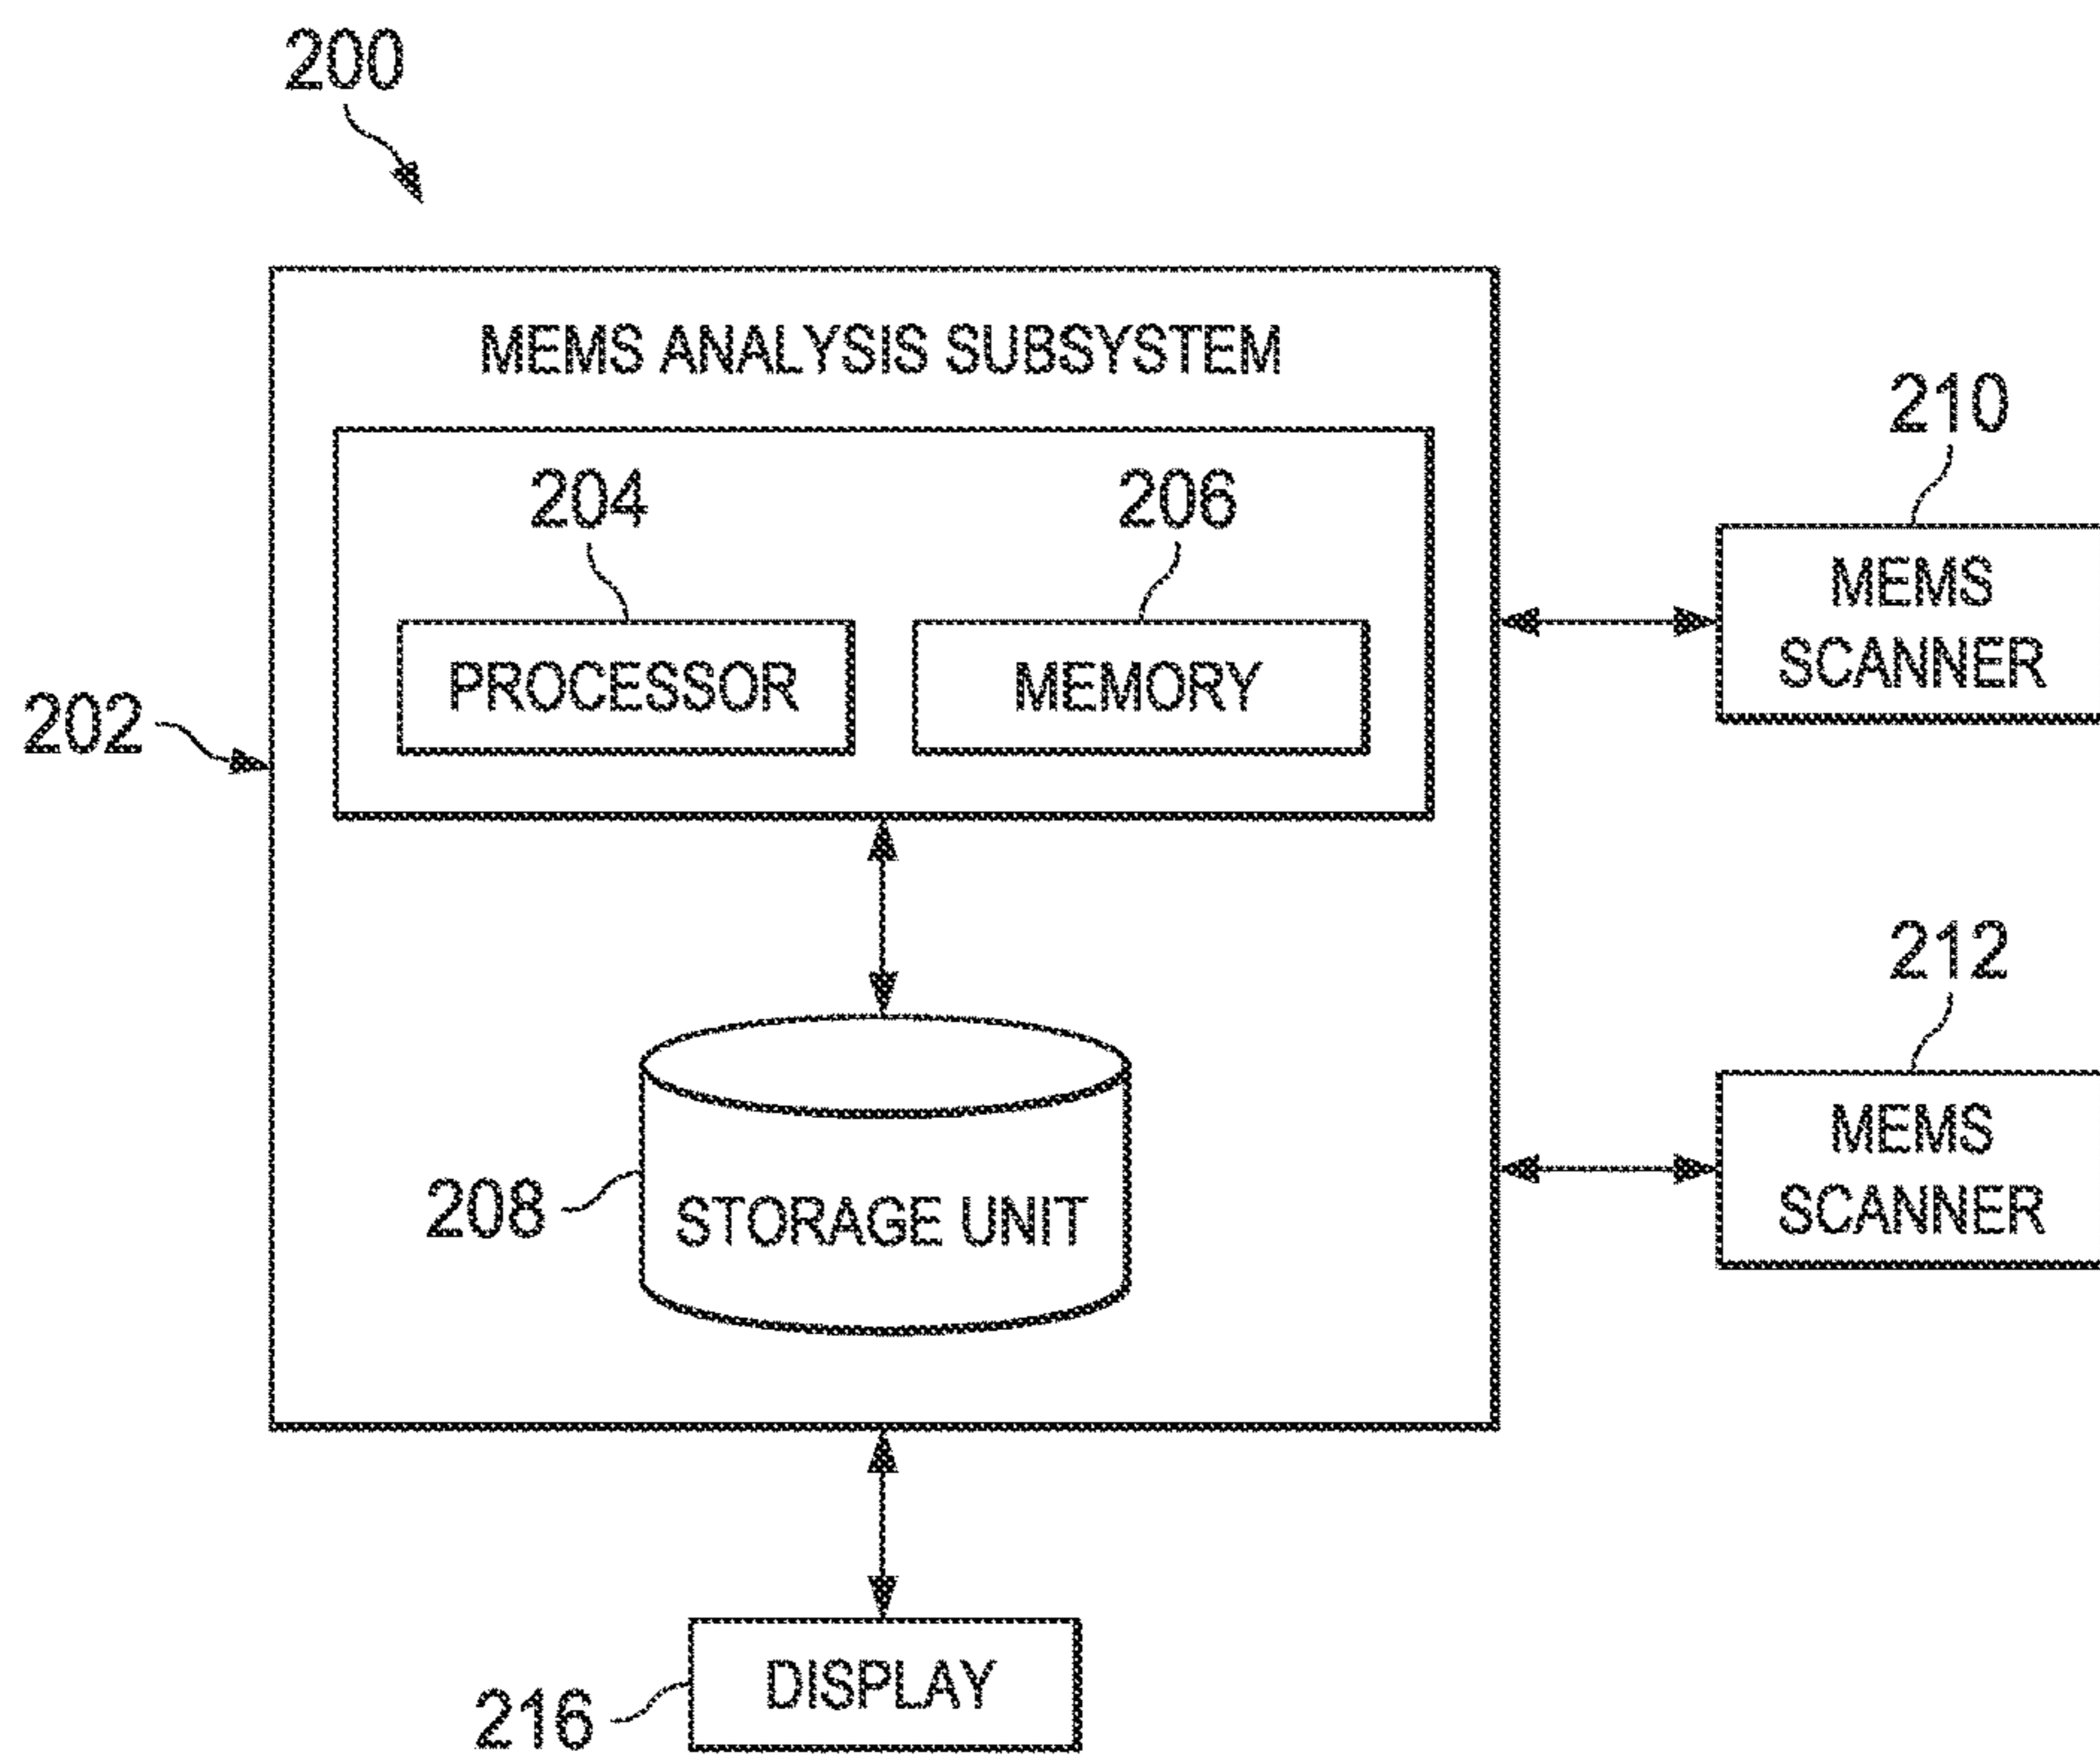 200
MEMS ANALYSIS SUBSYSTEM
210
204
206
MEMS
SCANNER
PROCESSOR
MEMORY
202
212
MEMS
SCANNER
208
STORAGE UNIT
DISPLAY
216